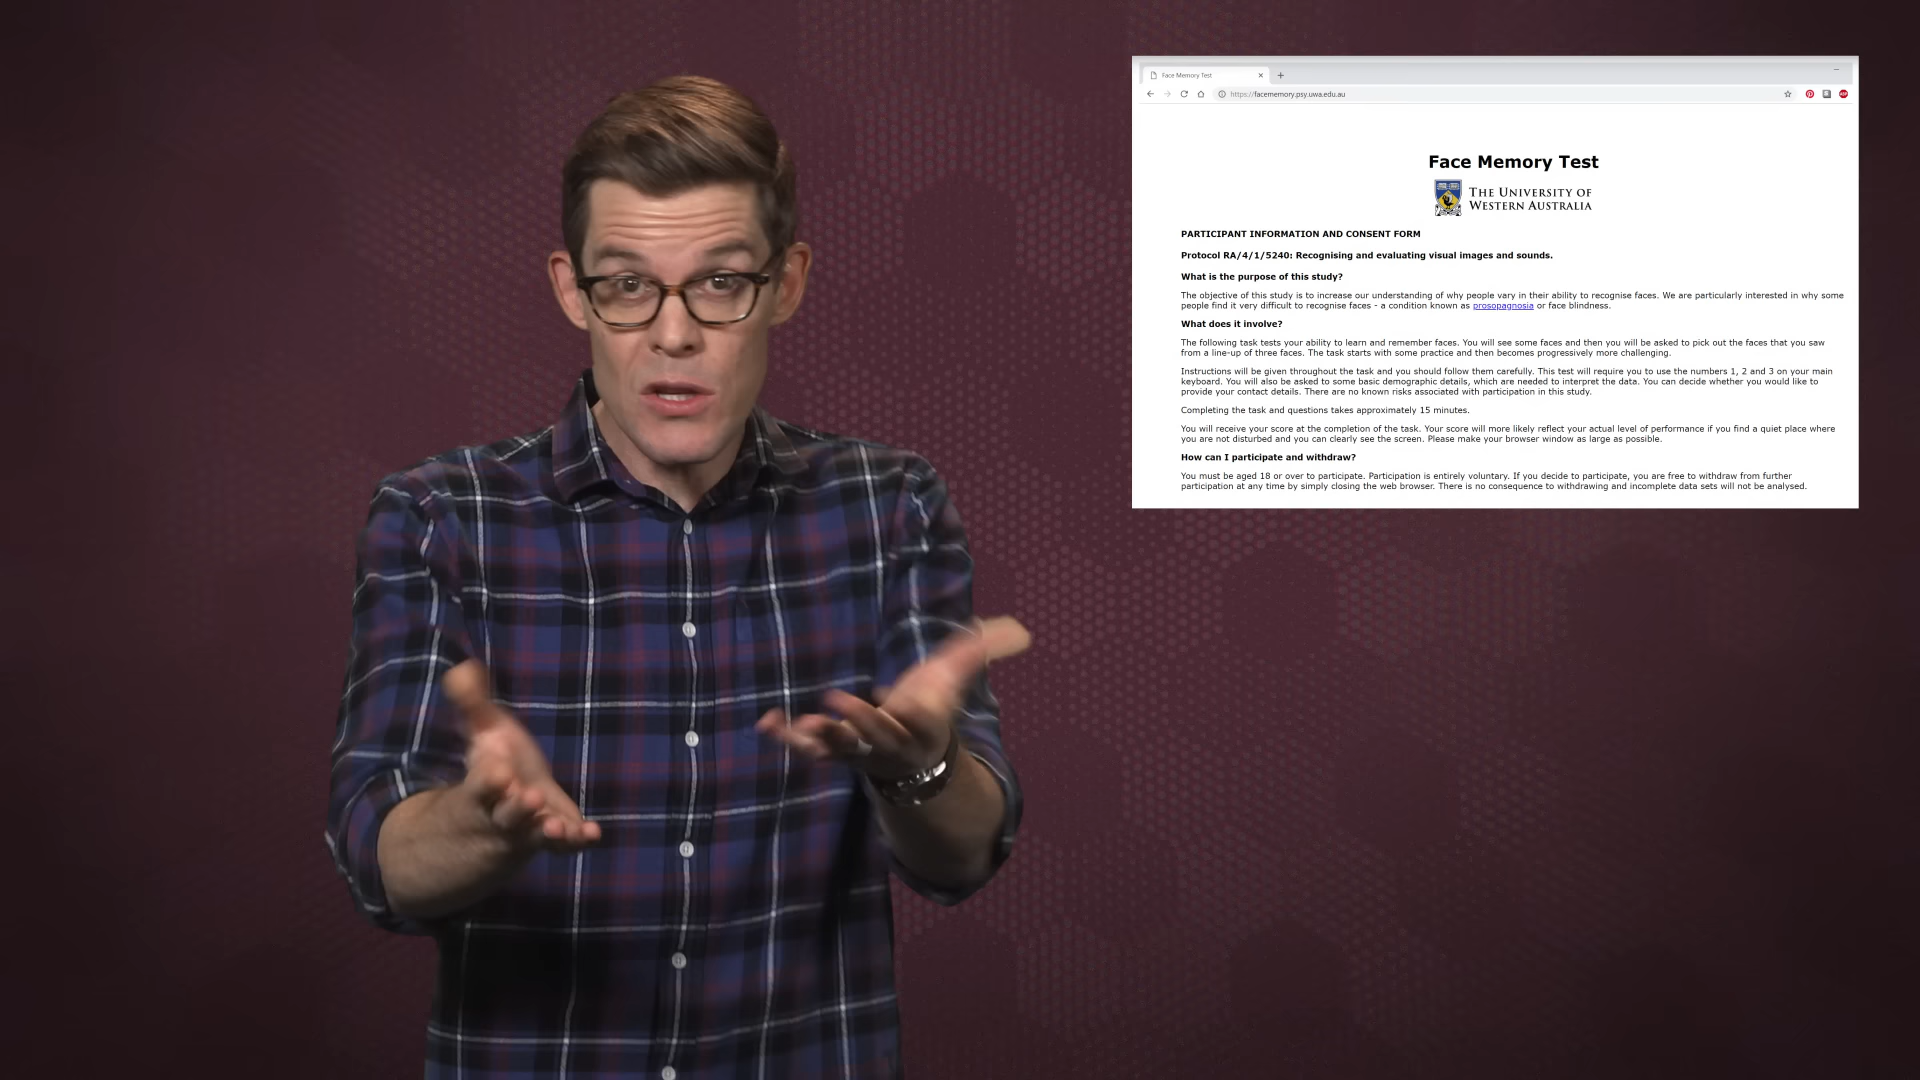 Face Memory Test
https://facememory.psy.uwa.edu.au
Face Memory Test
THE UNIVERSITY OF
WESTERN AUSTRALIA
PARTICIPANT INFORMATION AND CONSENT FORM
Protocol RA/4/1/5240: Recognising and evaluating visual images and sounds.
What is the purpose of this study?
The objective of this study is to increase our understanding of why people vary in their ability to recognise faces. We are particularly interested in why some
people find it very difficult to recognise faces - a condition known as prosopagnosia or face blindness.
What does it involve?
The following task tests your ability to learn and remember faces. You will see some faces and then you will be asked to pick out the faces that you saw
from a line-up of three faces. The task starts with some practice and then becomes progressively more challenging.
Instructions will be given throughout the task and you should follow them carefully. This test will require you to use the numbers 1, 2 and 3 on your main
keyboard. You will also be asked to some basic demographic details, which are needed to interpret the data. You can decide whether you would like to
provide your contact details. There are no known risks associated with participation in this study.
Completing the task and questions takes approximately 15 minutes.
You will receive your score at the completion of the task. Your score will more likely reflect your actual level of performance if you find a quiet place where
you are not disturbed and you can clearly see the screen. Please make your browser window as large as possible.
How can I participate and withdraw?
You must be aged 18 or over to participate. Participation is entirely voluntary. If you decide to participate, you are free to withdraw from further
participation at any time by simply closing the web browser. There is no consequence to withdrawing and incomplete data sets will not be analysed.